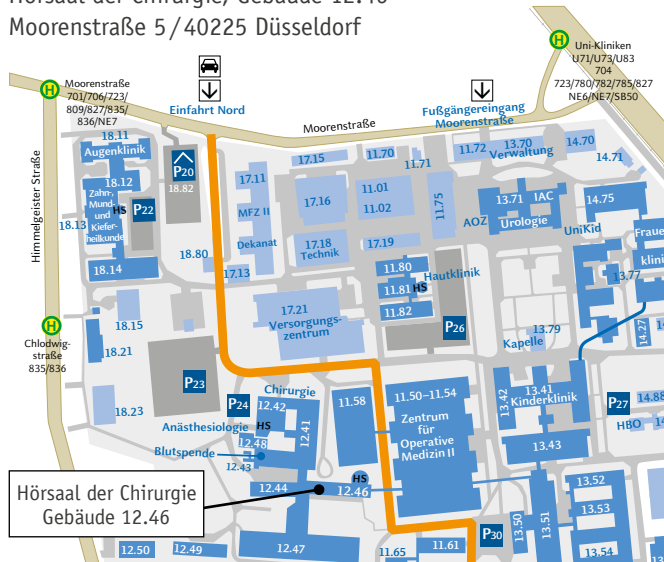 Hörsaal der Chirurgie, Gebäude 12.46
Moorenstraße 5/40225 Düsseldorf
H
Moorenstraße
701/706/723/
809/827/835/
836/NE7
Einfahrt Nord
Moorenstraße
Fußgängereingang
Moorenstraße
H
Uni-Kliniken
U71/U73/U83
704
723/780/782/785/827
NE6/NE7/SB50
Himmelgeister Straße
18.11
Augenklinik
18.12
Zahn-
Mund-
und
Kiefer-
heilkunde
HS
18.13
18.14
P22
P20
18.82
18.80
17.11
MFZ II
Dekanat
17.13
17.15
17.16
17.18
Technik
11.70
11.71
11.01
11.02
17.19
11.75
11.72
13.70
Verwaltung
14.70
14.71
AOZ
13.71
IAC
Urologie
14.75
UniKid
Frauen
klini
13.77
11.80
11.81
HS
11.82
Hautklinik
P26
17.21
Versorgungs-
zentrum
13.79
Kapelle
14.27
H
Chlodwig-
straße
835/836
18.15
18.21
18.23
P23
P24
Chirurgie
12.42
12.41
Anästhesiologie
HS
12.48
Blutspende
12.43
11.58
11.50–11.54
Zentrum
für
Operative
Medizin II
13.42
13.41
Kinderklinik
13.43
P27
14.88
HBO
Hörsaal der Chirurgie
Gebäude 12.46
12.44
12.46
HS
12.50
12.49
12.47
11.65
11.61
P30
13.50
13.51
13.52
13.53
13.54